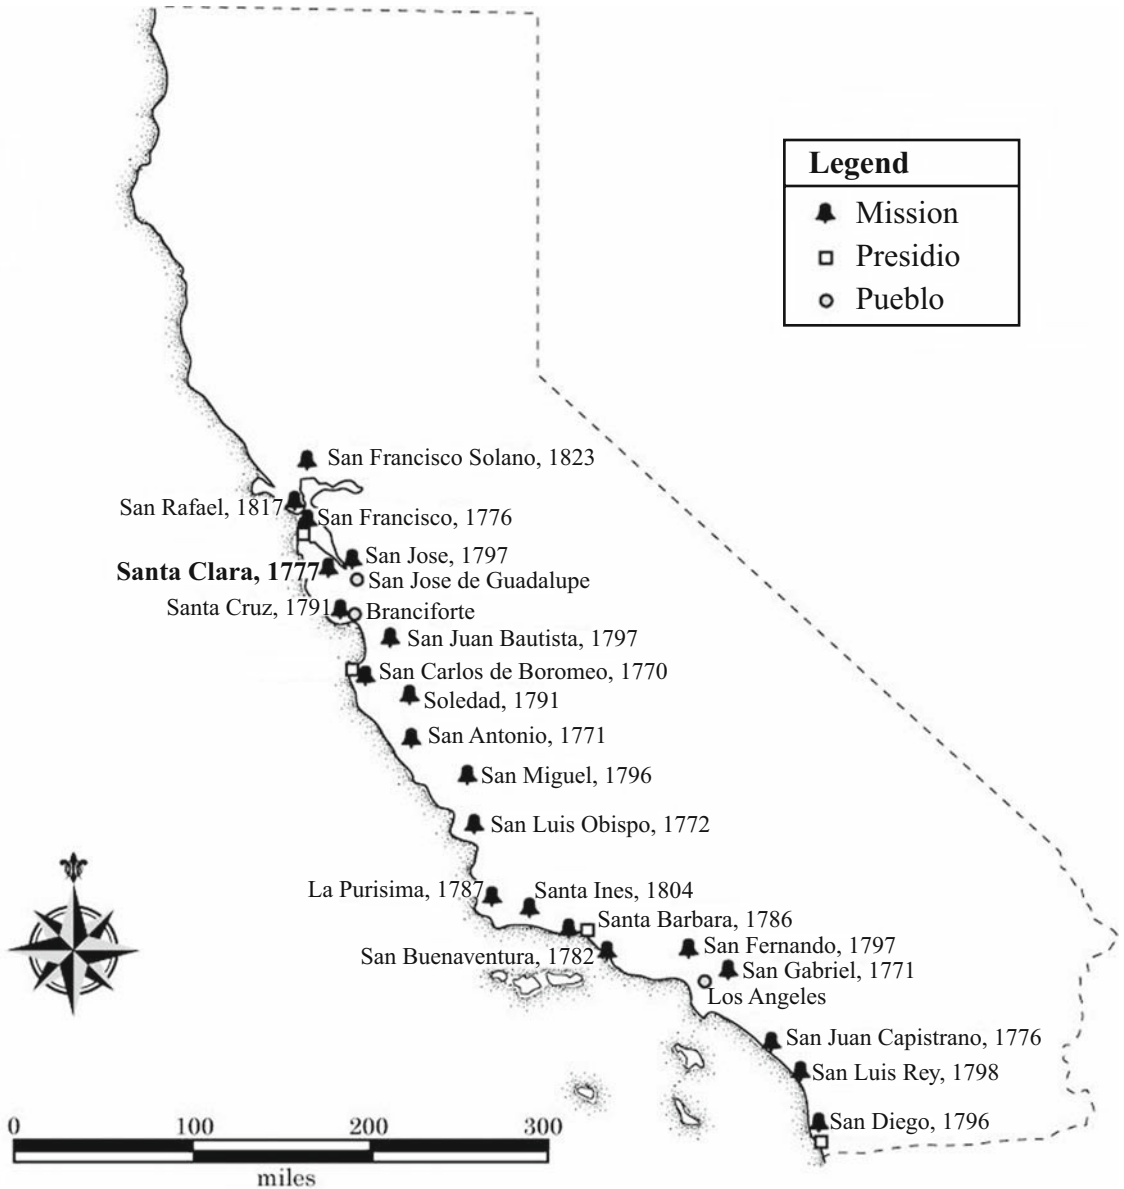 Legend
Mission
Presidio
Pueblo
San Francisco Solano, 1823
San Rafael, 1817
San Francisco, 1776
San Jose, 1797
Santa Clara, 1777
San Jose de Guadalupe
Santa Cruz, 1791
Branciforte
San Juan Bautista, 1797
San Carlos de Boromeo, 1770
Soledad, 1791
San Antonio, 1771
San Miguel, 1796
San Luis Obispo, 1772
La Purisima, 1787
Santa Ines, 1804
Santa Barbara, 1786
San Buenaventura, 1782
San Fernando, 1797
San Gabriel, 1771
Los Angeles
San Juan Capistrano, 1776
San Luis Rey, 1798
San Diego, 1796
0 100 200 300
miles